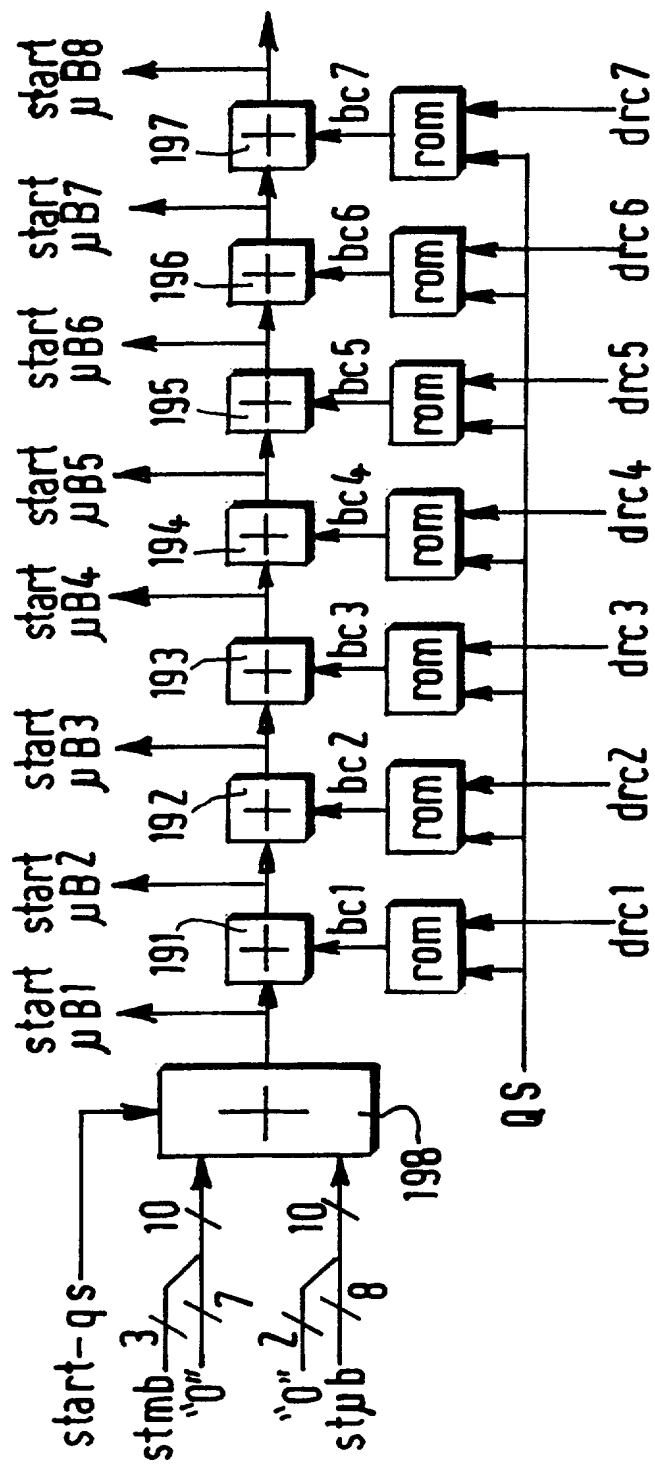 start-qs
stmb
3
10
"0"
7
"0"
2
10
stµb
8
198
start
µB1
start
µB2
start
µB3
start
µB4
start
µB5
start
µB6
start
µB7
start
µB8
191
192
193
194
195
196
197
bc1
bc2
bc3
bc4
bc5
bc6
bc7
rom
rom
rom
rom
rom
rom
rom
QS
drc1
drc2
drc3
drc4
drc5
drc6
drc7